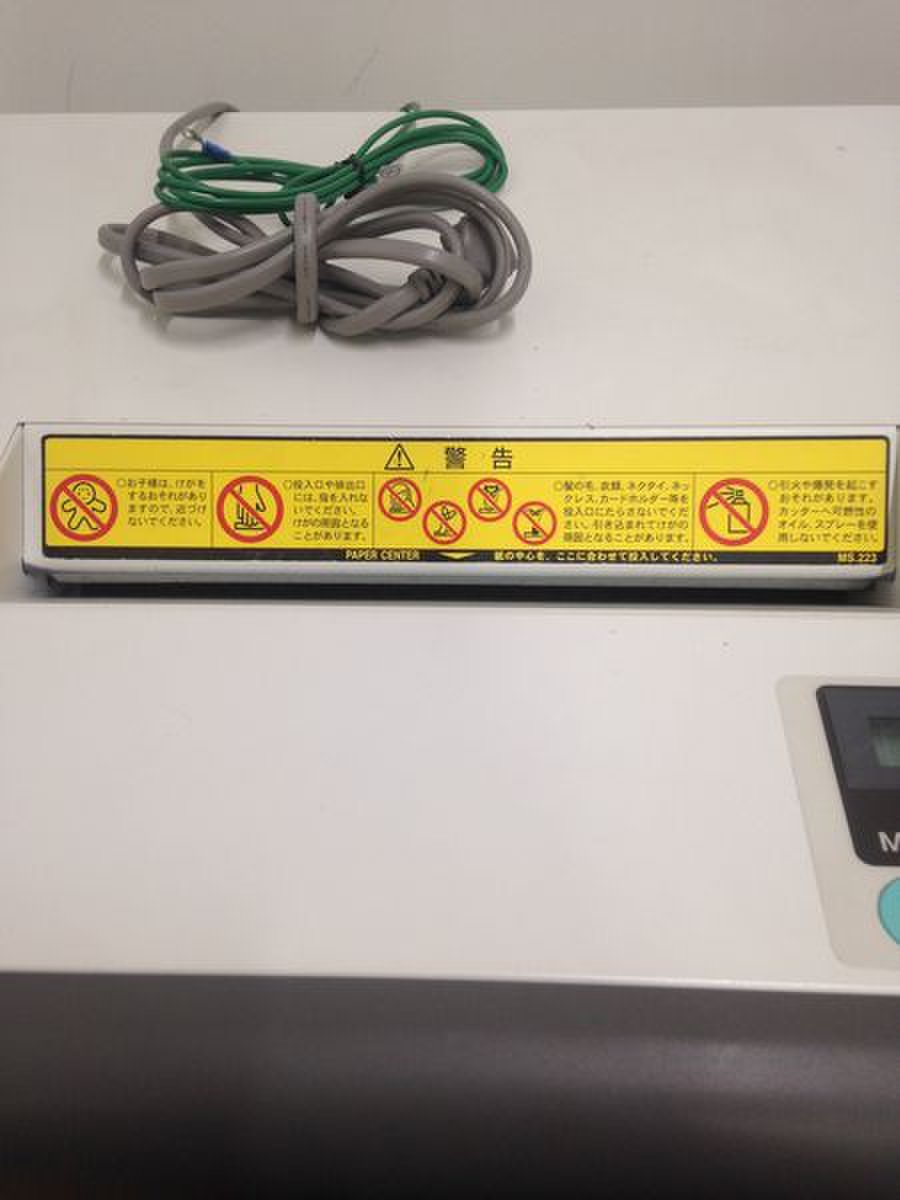 警告
○お子様は、けがを
するおそれがあり
ますので、近づけ
ないでください。
○投入口や排出口
には、指を入れな
いでください。
けがの原因となる
ことがあります。
○髪の毛、衣類、ネクタイ、ネッ
クレス、カードホルダー等を
投入口にたらさないでくだ
さい。引き込まれてけがの
原因となることがあります。
○引火や爆発を起こす
おそれがあります。
カッターへ可燃性の
オイル、スプレーを使
用しないでください。
PAPER CENTER 紙の中心を、ここに合わせて投入してください。
MS.223
M